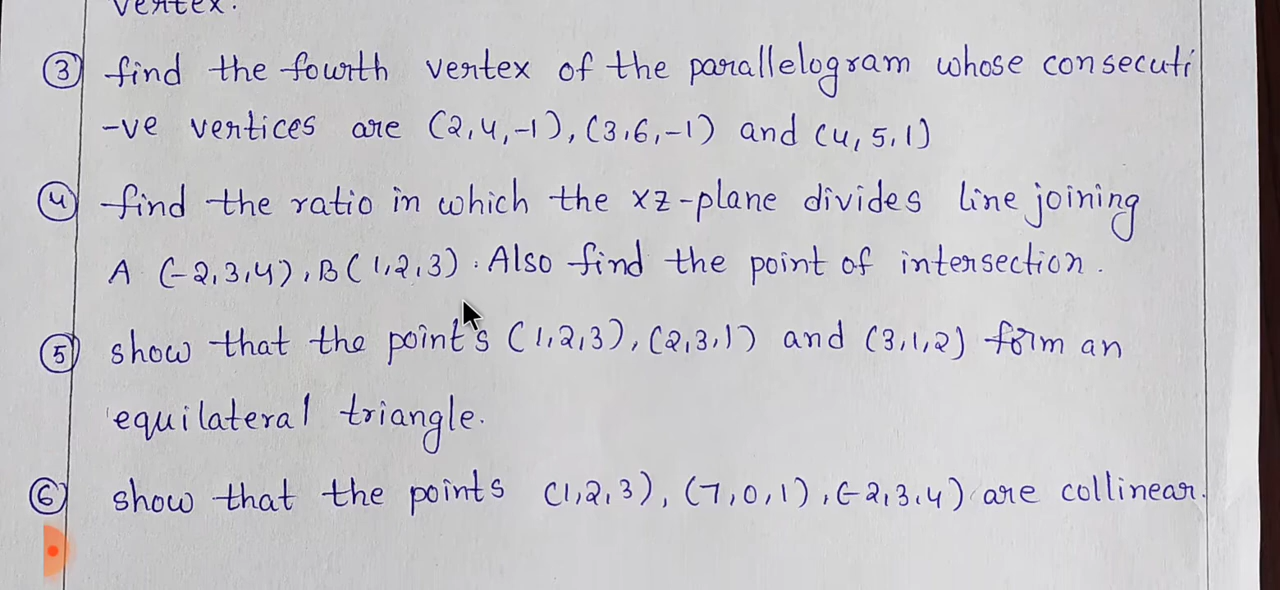 vertex.
③ find the fourth vertex of the parallelogram whose consecuti
-ve vertices are (2,4,-1), (3,6,-1) and (4,5,1)
④ find the ratio in which the xz-plane divides line joining
A (-2,3,4), B(1,2,3). Also find the point of intersection.
⑤ show that the points (1,2,3), (2,3,1) and (3,1,2) form an
equilateral triangle.
⑥ show that the points (1,2,3), (7,0,1), (-2,3,4) are collinear.